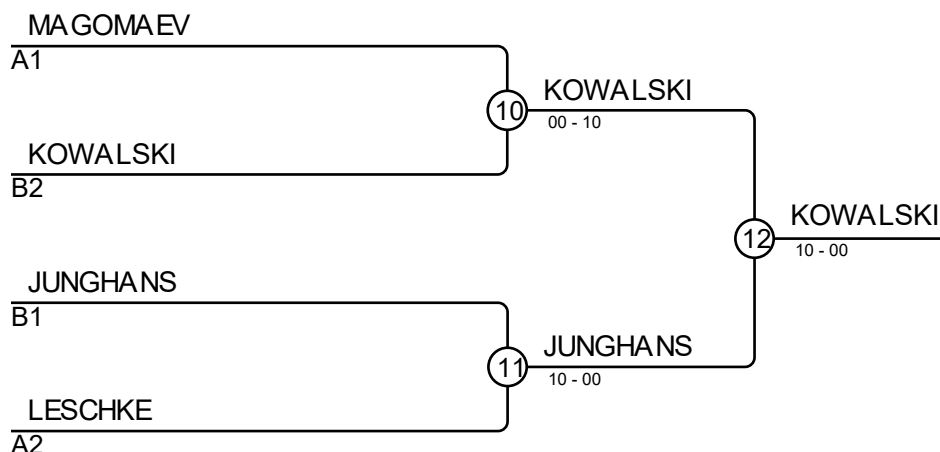 MAGOMAEV
A1
10
KOWALSKI
00 - 10
KOWALSKI
B2
12
KOWALSKI
10 - 00
JUNGHANS
B1
11
JUNGHANS
10 - 00
LESCHKE
A2